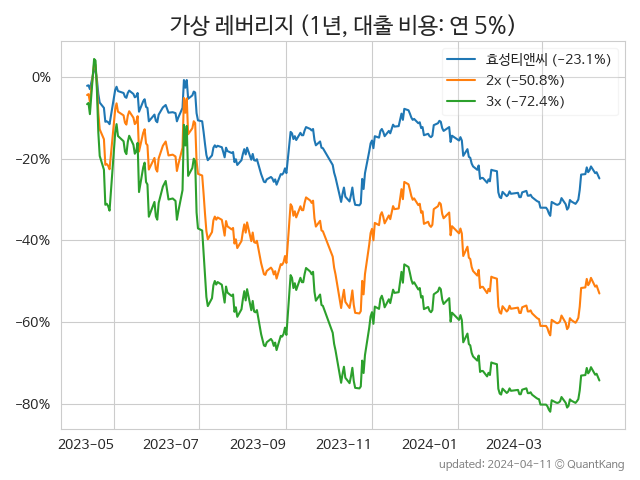 가상 레버리지 (1년, 대출 비용: 연 5%)
효성티앤씨 (−23.1%)
2x (−50.8%)
3x (−72.4%)
0%
−20%
−40%
−60%
−80%
2023-05 2023-07 2023-09 2023-11 2024-01 2024-03
updated: 2024-04-11 © QuantKang